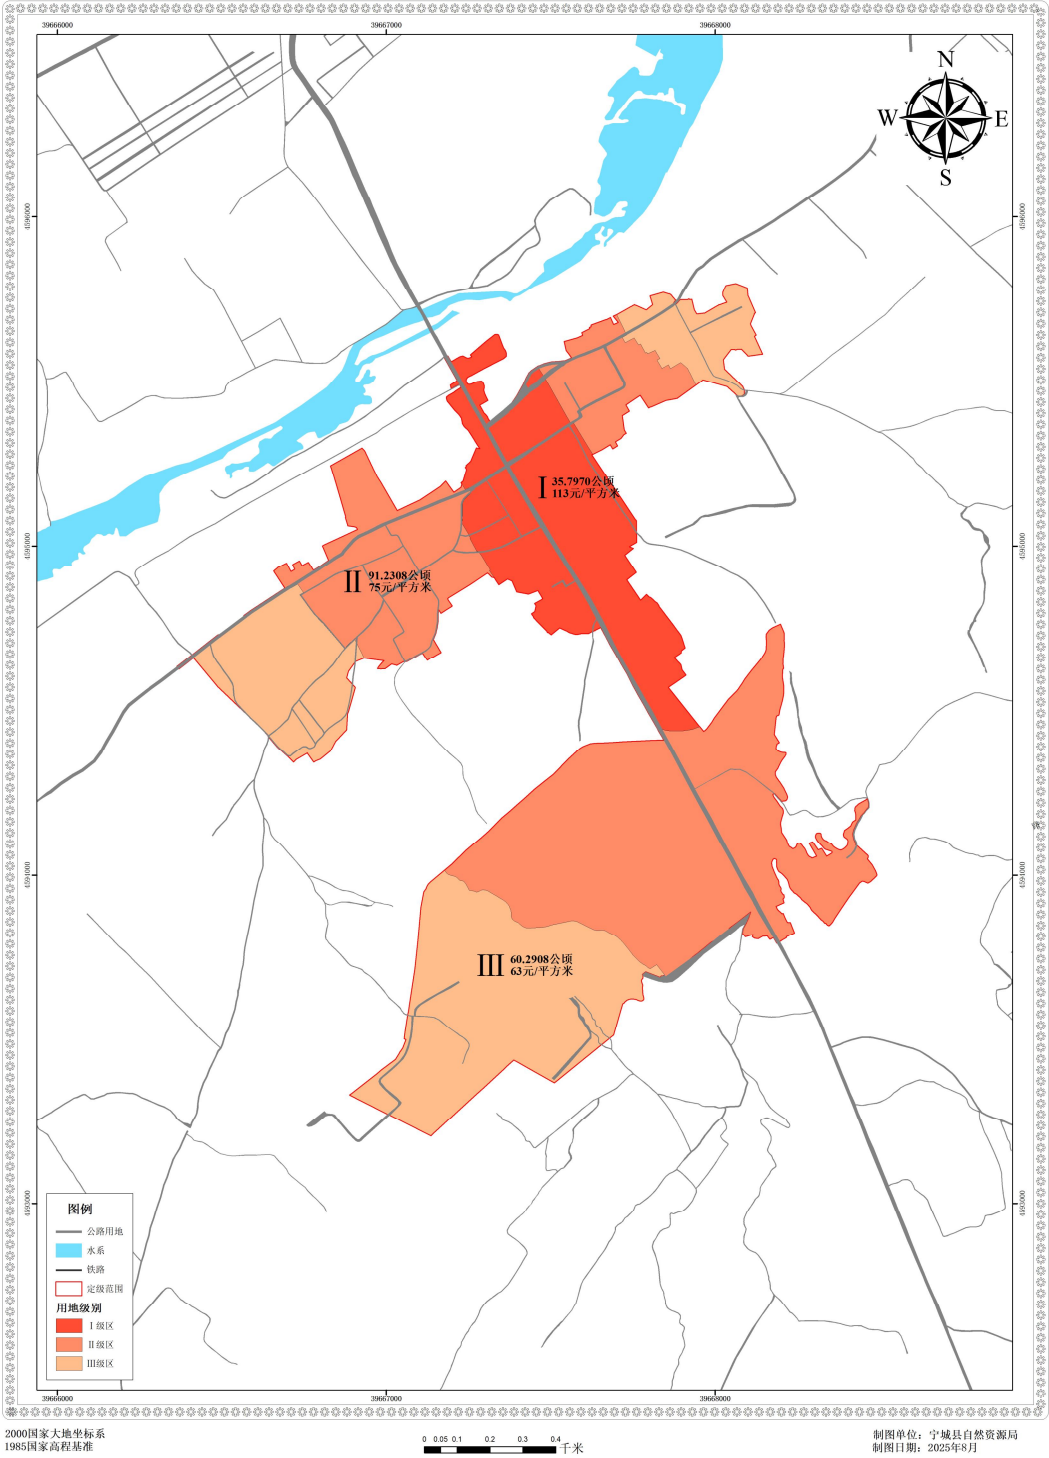 39666000
39667000
39668000
N
W
E
S
4596000
4596000
I
35.7970公顷
113元/平方米
4595000
4595000
II
91.2308公顷
75元/平方米
4594000
4594000
III
60.2908公顷
63元/平方米
4593000
4593000
图例
公路用地
水系
铁路
定级范围
用地级别
I级区
II级区
III级区
39666000
39667000
39668000
2000国家大地坐标系
1985国家高程基准
0 0.05 0.1 0.2 0.3 0.4
千米
制图单位：宁城县自然资源局
制图日期：2025年8月